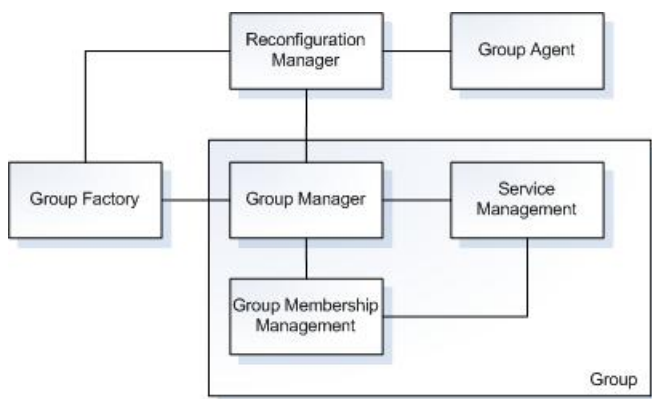 Reconfiguration
Manager
Group Agent
Group Factory
Group Manager
Service
Management
Group Membership
Management
Group